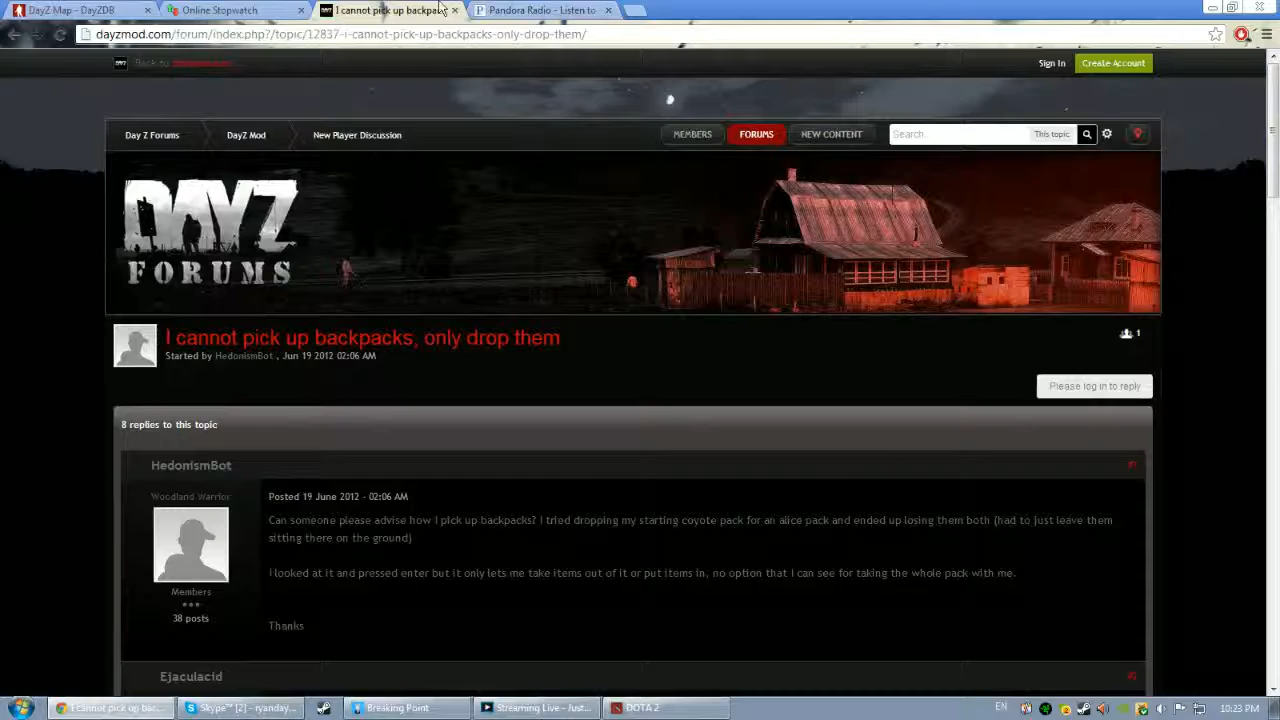 DayZ Map - DayZDB
Online Stopwatch
I cannot pick up backpac
Pandora Radio - Listen to
dayzmod.com/forum/index.php?/topic/12837-i-cannot-pick-up-backpacks-only-drop-them/
Back to
Sign In
Create Account
Day Z Forums
DayZ Mod
New Player Discussion
MEMBERS
FORUMS
NEW CONTENT
Search...
This topic
DAYZ
FORUMS
I cannot pick up backpacks, only drop them
Started by HedonismBot , Jun 19 2012 02:06 AM
1
Please log in to reply
8 replies to this topic
HedonismBot
Woodland Warrior
Members
38 posts
Posted 19 June 2012 - 02:06 AM
Can someone please advise how I pick up backpacks? I tried dropping my starting coyote pack for an alice pack and ended up losing them both (had to just leave them
sitting there on the ground)
I looked at it and pressed enter but it only lets me take items out of it or put items in, no option that I can see for taking the whole pack with me.
Thanks
Ejaculacid
I cannot pick up bac...
Skype™ [2] - ryanday...
Breaking Point
Streaming Live - Just...
DOTA 2
EN
10:23 PM